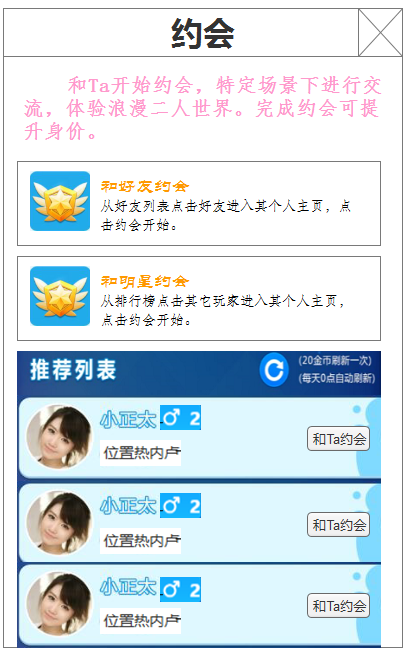 约会
和Ta开始约会，特定场景下进行交
流，体验浪漫二人世界。完成约会可提
升身价。
和好友约会
从好友列表点击好友进入其个人主页，点
击约会开始。
和明星约会
从排行榜点击其它玩家进入其个人主页，
点击约会开始。
推荐列表
(20金币刷新一次)
(每天0点自动刷新)
小正太 ♂ 2
位置热内卢
和Ta约会
小正太 ♂ 2
位置热内卢
和Ta约会
小正太 ♂ 2
位置热内卢
和Ta约会